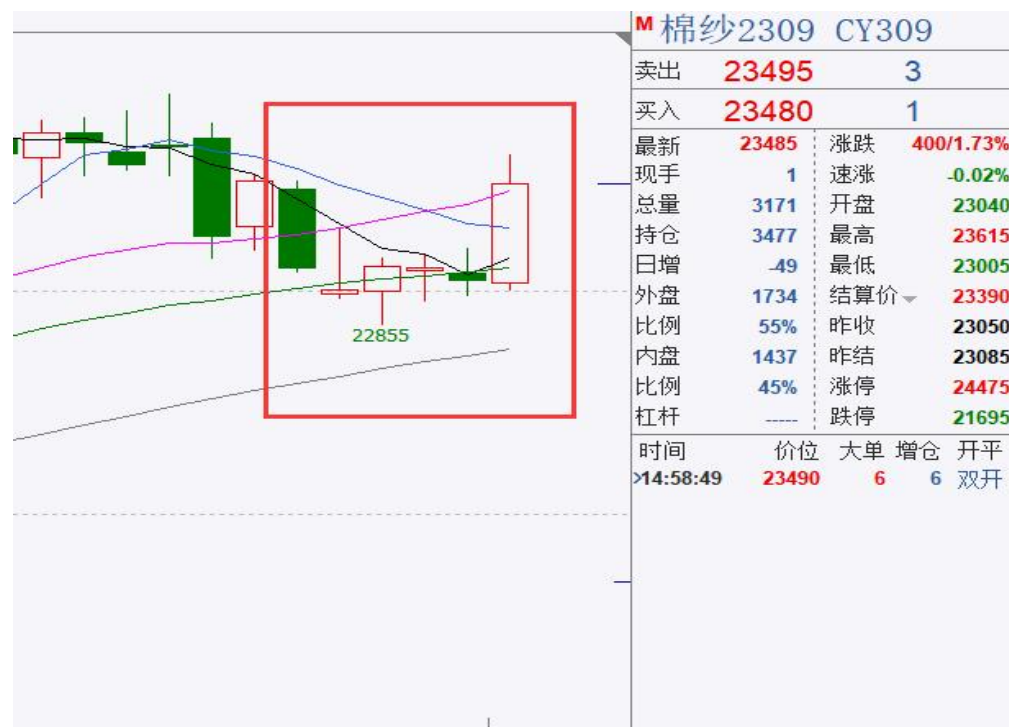 M 棉纱2309 CY309
卖出 23495 3
买入 23480 1
最新 23485 涨跌 400/1.73%
现手 1 速涨 -0.02%
总量 3171 开盘 23040
持仓 3477 最高 23615
日增 -49 最低 23005
外盘 1734 结算价 23390
比例 55% 昨收 23050
内盘 1437 昨结 23085
比例 45% 涨停 24475
杠杆 ----- 跌停 21695
时间 价位 大单 增仓 开平
>14:58:49 23490 6 6 双开
22855